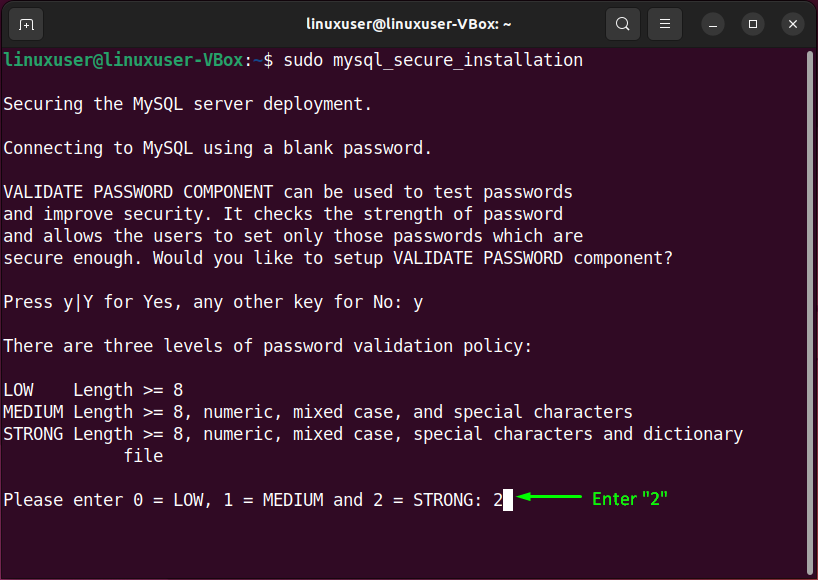 linuxuser@linuxuser-VBox: ~
linuxuser@linuxuser-VBox:~$ sudo mysql_secure_installation
Securing the MySQL server deployment.
Connecting to MySQL using a blank password.
VALIDATE PASSWORD COMPONENT can be used to test passwords
and improve security. It checks the strength of password
and allows the users to set only those passwords which are
secure enough. Would you like to setup VALIDATE PASSWORD component?
Press y|Y for Yes, any other key for No: y
There are three levels of password validation policy:
LOW    Length >= 8
MEDIUM Length >= 8, numeric, mixed case, and special characters
STRONG Length >= 8, numeric, mixed case, special characters and dictionary
            file
Please enter 0 = LOW, 1 = MEDIUM and 2 = STRONG: 2 Enter "2"